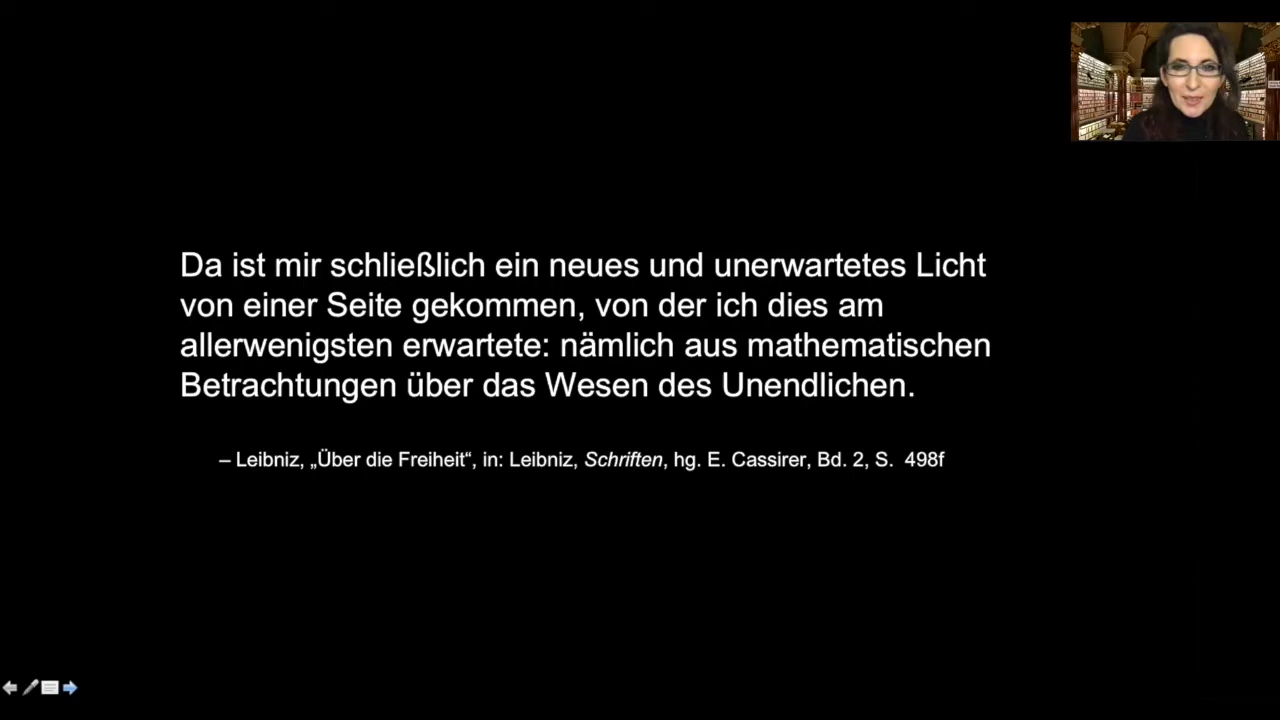 Da ist mir schließlich ein neues und unerwartetes Licht
von einer Seite gekommen, von der ich dies am
allerwenigsten erwartete: nämlich aus mathematischen
Betrachtungen über das Wesen des Unendlichen.
– Leibniz, „Über die Freiheit“, in: Leibniz, Schriften, hg. E. Cassirer, Bd. 2, S. 498f